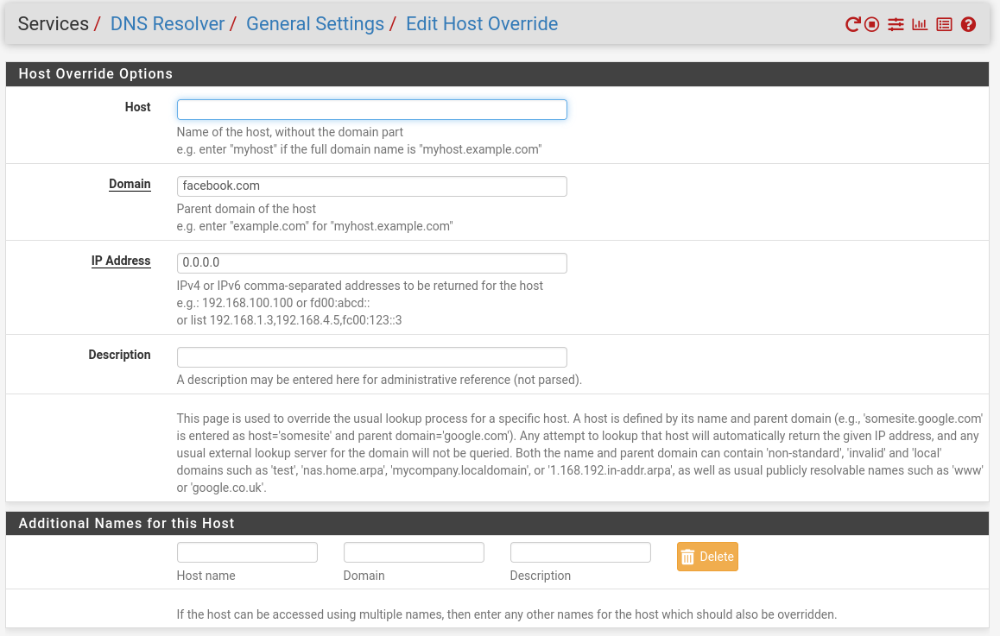 Services / DNS Resolver / General Settings / Edit Host Override
Host Override Options
Host
Name of the host, without the domain part
e.g. enter "myhost" if the full domain name is "myhost.example.com"
Domain
facebook.com
Parent domain of the host
e.g. enter "example.com" for "myhost.example.com"
IP Address
0.0.0.0
IPv4 or IPv6 comma-separated addresses to be returned for the host
e.g.: 192.168.100.100 or fd00:abcd::
or list 192.168.1.3,192.168.4.5,fc00:123::3
Description
A description may be entered here for administrative reference (not parsed).
This page is used to override the usual lookup process for a specific host. A host is defined by its name and parent domain (e.g., 'somesite.google.com'
is entered as host='somesite' and parent domain='google.com'). Any attempt to lookup that host will automatically return the given IP address, and any
usual external lookup server for the domain will not be queried. Both the name and parent domain can contain 'non-standard', 'invalid' and 'local'
domains such as 'test', 'nas.home.arpa', 'mycompany.localdomain', or '1.168.192.in-addr.arpa', as well as usual publicly resolvable names such as 'www'
or 'google.co.uk'.
Additional Names for this Host
Host name
Domain
Description
Delete
If the host can be accessed using multiple names, then enter any other names for the host which should also be overridden.